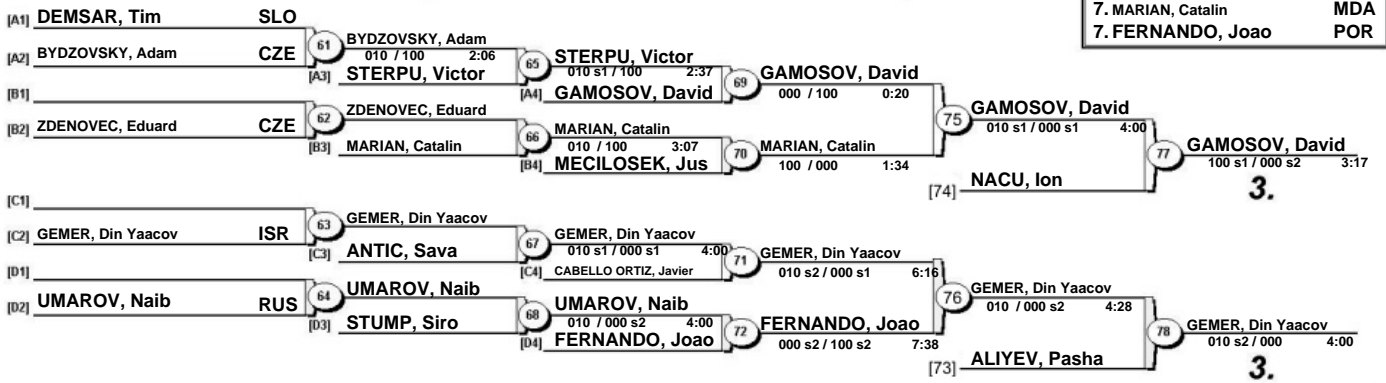 7. MARIAN, Catalin MDA
7. FERNANDO, Joao POR
[A1] DEMSAR, Tim SLO
[A2] BYDZOVSKY, Adam CZE
61 BYDZOVSKY, Adam
010 / 100 2:06
[A3] STERPU, Victor
65 STERPU, Victor
010 s1 / 100 2:37
[A4] GAMOSOV, David
69 GAMOSOV, David
000 / 100 0:20
[B1]
[B2] ZDENOVEC, Eduard CZE
62 ZDENOVEC, Eduard
[B3] MARIAN, Catalin
66 MARIAN, Catalin
010 / 100 3:07
[B4] MECILOSEK, Jus
70 MARIAN, Catalin
100 / 000 1:34
75 GAMOSOV, David
010 s1 / 000 s1 4:00
[74] NACU, Ion
77 GAMOSOV, David
100 s1 / 000 s2 3:17
3.
[C1]
[C2] GEMER, Din Yaacov ISR
63 GEMER, Din Yaacov
[C3] ANTIC, Sava
67 GEMER, Din Yaacov
010 s1 / 000 s1 4:00
[C4] CABELLO ORTIZ, Javier
71 GEMER, Din Yaacov
010 s2 / 000 s1 6:16
[D1]
[D2] UMAROV, Naib RUS
64 UMAROV, Naib
[D3] STUMP, Siro
68 UMAROV, Naib
010 / 000 s2 4:00
[D4] FERNANDO, Joao
72 FERNANDO, Joao
000 s2 / 100 s2 7:38
76 GEMER, Din Yaacov
010 / 000 s2 4:28
[73] ALIYEV, Pasha
78 GEMER, Din Yaacov
010 s2 / 000 4:00
3.